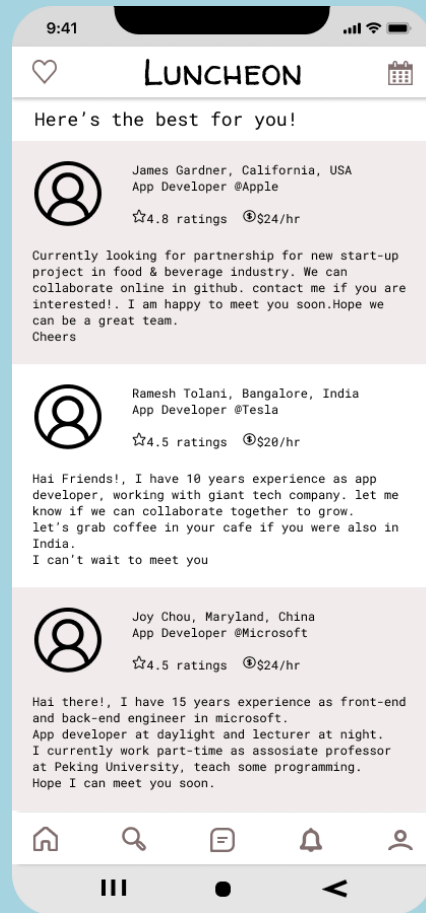 9:41
LUNCHEON
Here's the best for you!
James Gardner, California, USA
App Developer @Apple
4.8 ratings $24/hr
Currently looking for partnership for new start-up
project in food & beverage industry. We can
collaborate online in github. contact me if you are
interested!. I am happy to meet you soon.Hope we
can be a great team.
Cheers
Ramesh Tolani, Bangalore, India
App Developer @Tesla
4.5 ratings $20/hr
Hai Friends!, I have 10 years experience as app
developer, working with giant tech company. let me
know if we can collaborate together to grow.
let's grab coffee in your cafe if you were also in
India.
I can't wait to meet you
Joy Chou, Maryland, China
App Developer @Microsoft
4.5 ratings $24/hr
Hai there!, I have 15 years experience as front-end
and back-end engineer in microsoft.
App developer at daylight and lecturer at night.
I currently work part-time as assosiate professor
at Peking University, teach some programming.
Hope I can meet you soon.